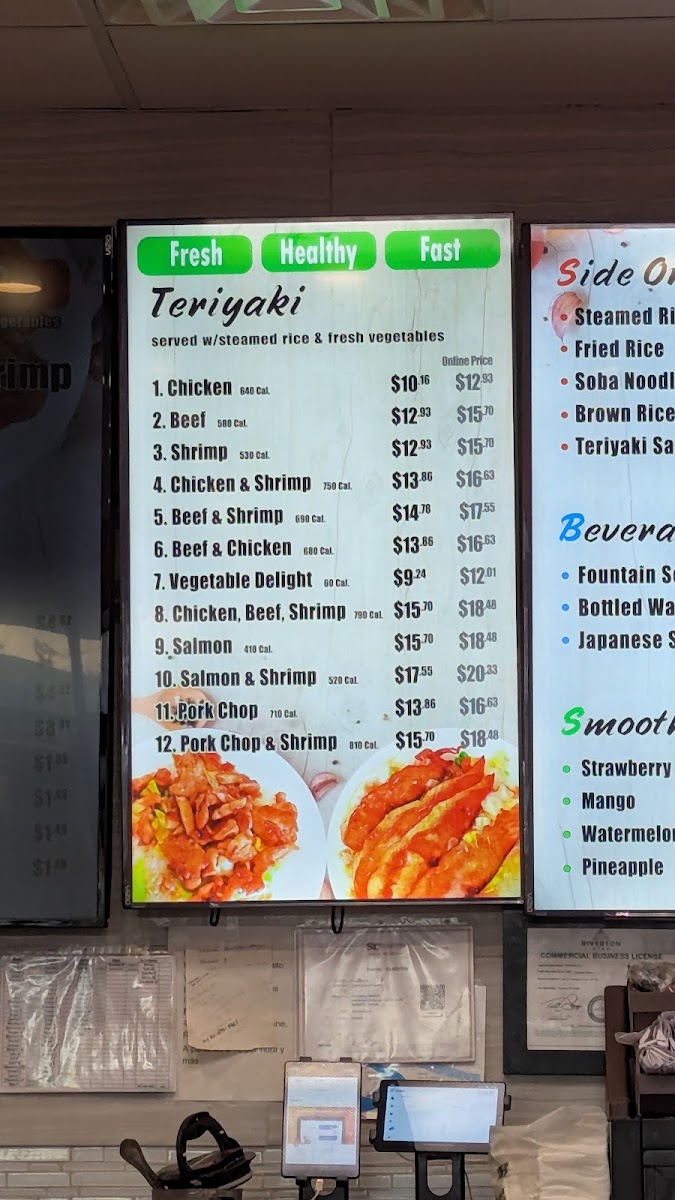 Fresh Healthy Fast
Teriyaki
served w/steamed rice & fresh vegetables
Online Price
1. Chicken 640 Cal. $10.16 $12.93
2. Beef 580 Cal. $12.93 $15.70
3. Shrimp 530 Cal. $12.93 $15.70
4. Chicken & Shrimp 750 Cal. $13.86 $16.63
5. Beef & Shrimp 690 Cal. $14.78 $17.55
6. Beef & Chicken 680 Cal. $13.86 $16.63
7. Vegetable Delight 60 Cal. $9.24 $12.01
8. Chicken, Beef, Shrimp 790 Cal. $15.70 $18.48
9. Salmon 410 Cal. $15.70 $18.48
10. Salmon & Shrimp 520 Cal. $17.55 $20.33
11. Pork Chop 710 Cal. $13.86 $16.63
12. Pork Chop & Shrimp 810 Cal. $15.70 $18.48
Side Or
• Steamed Ri
• Fried Rice
• Soba Noodl
• Brown Rice
• Teriyaki Sa
Bevera
• Fountain So
• Bottled Wa
• Japanese S
Smooth
• Strawberry
• Mango
• Watermelo
• Pineapple
getables
imp
VIZIO
RIVERTON
COMMERCIAL BUSINESS LICENSE